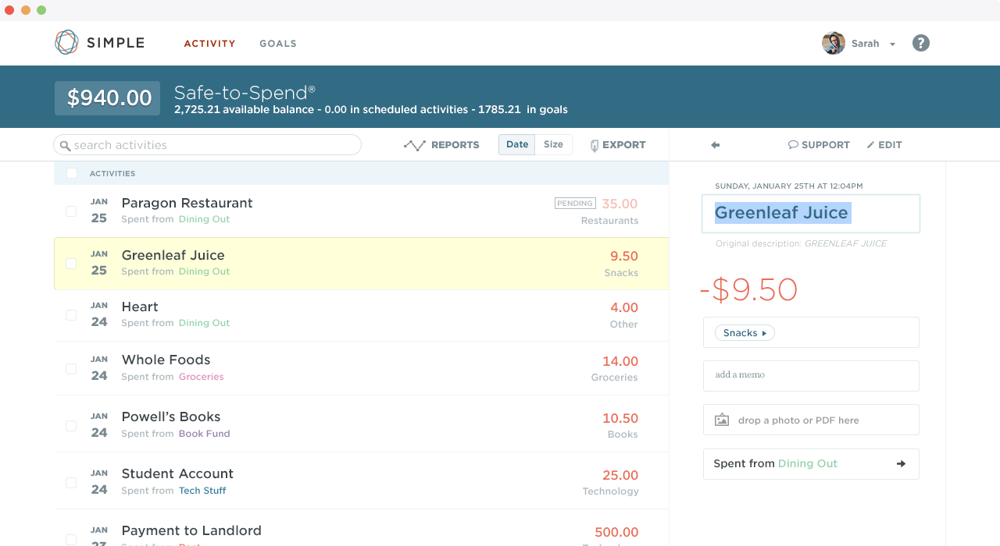 SIMPLE
ACTIVITY
GOALS
Sarah
?
$940.00
Safe-to-Spend®
2,725.21 available balance - 0.00 in scheduled activities - 1785.21 in goals
search activities
REPORTS
Date
Size
EXPORT
SUPPORT
EDIT
ACTIVITIES
JAN
25
Paragon Restaurant
Spent from Dining Out
PENDING
35.00
Restaurants
JAN
25
Greenleaf Juice
Spent from Dining Out
9.50
Snacks
JAN
24
Heart
Spent from Dining Out
4.00
Other
JAN
24
Whole Foods
Spent from Groceries
14.00
Groceries
JAN
24
Powell’s Books
Spent from Book Fund
10.50
Books
JAN
24
Student Account
Spent from Tech Stuff
25.00
Technology
JAN
23
Payment to Landlord
Spent from Rent
500.00
Technology
SUNDAY, JANUARY 25TH AT 12:04PM
Greenleaf Juice
Original description: GREENLEAF JUICE
-$9.50
Snacks
add a memo
drop a photo or PDF here
Spent from Dining Out